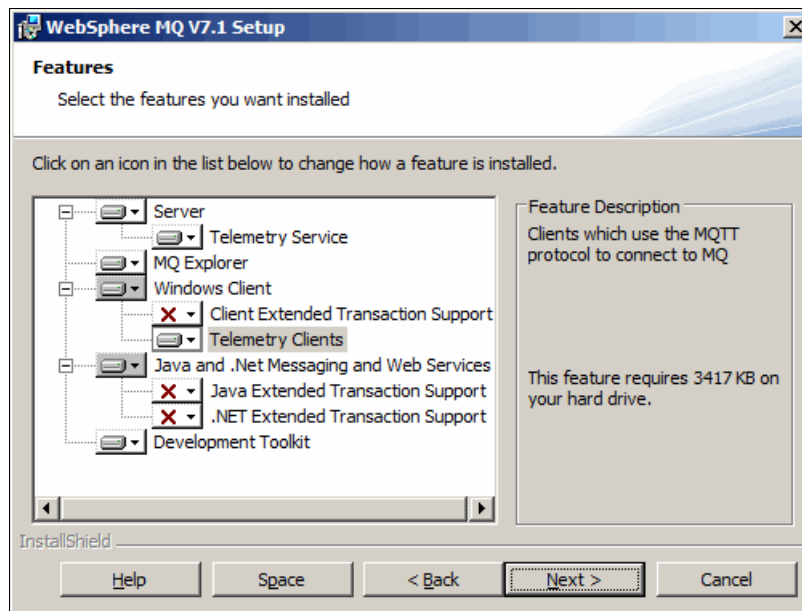 WebSphere MQ V7.1 Setup
Features
Select the features you want installed
Click on an icon in the list below to change how a feature is installed.
Server
Telemetry Service
MQ Explorer
Windows Client
Client Extended Transaction Support
Telemetry Clients
Java and .Net Messaging and Web Services
Java Extended Transaction Support
.NET Extended Transaction Support
Development Toolkit
Feature Description
Clients which use the MQTT
protocol to connect to MQ
This feature requires 3417 KB on
your hard drive.
InstallShield
Help
Space
< Back
Next >
Cancel